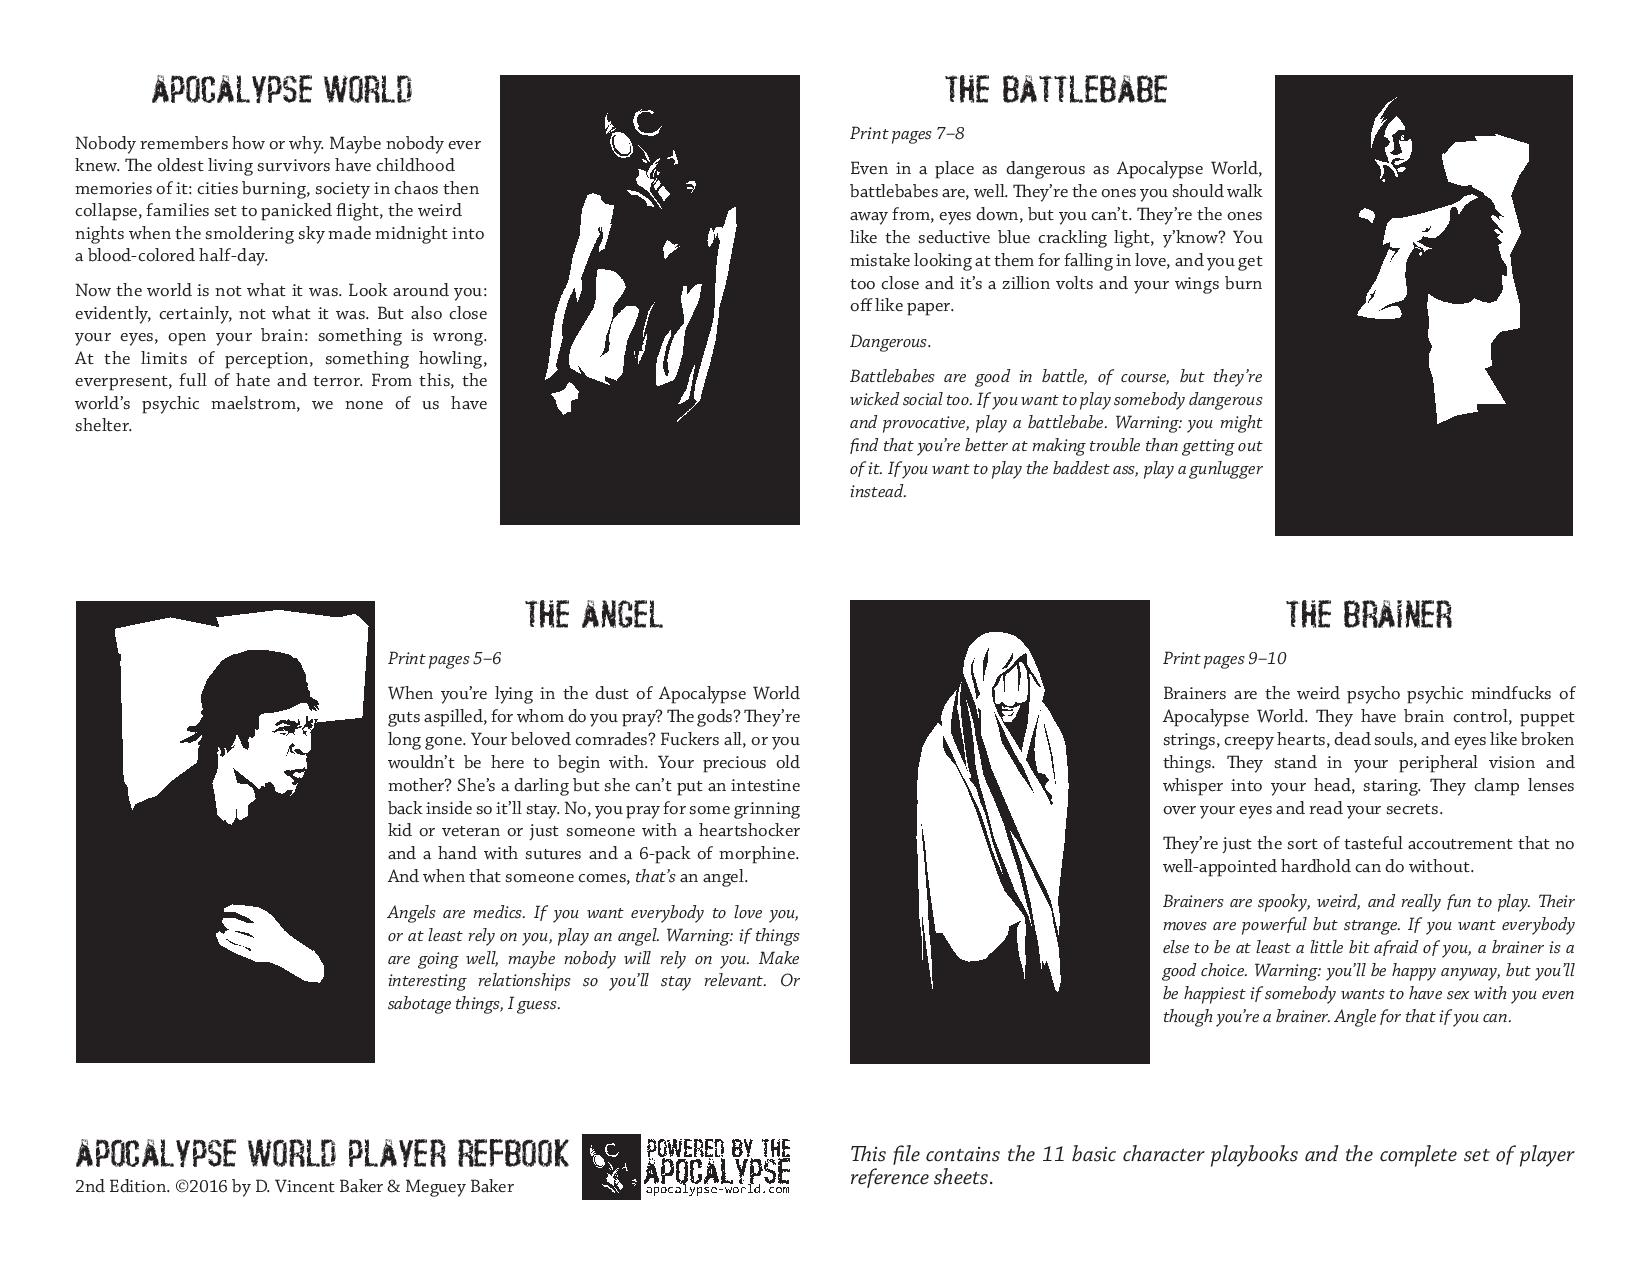 APOCALYPSE WORLD
Nobody remembers how or why. Maybe nobody ever
knew. The oldest living survivors have childhood
memories of it: cities burning, society in chaos then
collapse, families set to panicked flight, the weird
nights when the smoldering sky made midnight into
a blood-colored half-day.
Now the world is not what it was. Look around you:
evidently, certainly, not what it was. But also close
your eyes, open your brain: something is wrong.
At the limits of perception, something howling,
everpresent, full of hate and terror. From this, the
world's psychic maelstrom, we none of us have
shelter.
THE BATTLEBABE
Print pages 7–8
Even in a place as dangerous as Apocalypse World,
battlebabes are, well. They're the ones you should walk
away from, eyes down, but you can't. They're the ones
like the seductive blue crackling light, y'know? You
mistake looking at them for falling in love, and you get
too close and it's a zillion volts and your wings burn
off like paper.
Dangerous.
Battlebabes are good in battle, of course, but they're
wicked social too. If you want to play somebody dangerous
and provocative, play a battlebabe. Warning: you might
find that you're better at making trouble than getting out
of it. If you want to play the baddest ass, play a gunlugger
instead.
THE ANGEL
Print pages 5–6
When you're lying in the dust of Apocalypse World
guts aspilled, for whom do you pray? The gods? They're
long gone. Your beloved comrades? Fuckers all, or you
wouldn't be here to begin with. Your precious old
mother? She's a darling but she can't put an intestine
back inside so it'll stay. No, you pray for some grinning
kid or veteran or just someone with a heartshocker
and a hand with sutures and a 6-pack of morphine.
And when that someone comes, that's an angel.
Angels are medics. If you want everybody to love you,
or at least rely on you, play an angel. Warning: if things
are going well, maybe nobody will rely on you. Make
interesting relationships so you'll stay relevant. Or
sabotage things, I guess.
THE BRAINER
Print pages 9–10
Brainers are the weird psycho psychic mindfucks of
Apocalypse World. They have brain control, puppet
strings, creepy hearts, dead souls, and eyes like broken
things. They stand in your peripheral vision and
whisper into your head, staring. They clamp lenses
over your eyes and read your secrets.
They're just the sort of tasteful accoutrement that no
well-appointed hardhold can do without.
Brainers are spooky, weird, and really fun to play. Their
moves are powerful but strange. If you want everybody
else to be at least a little bit afraid of you, a brainer is a
good choice. Warning: you'll be happy anyway, but you'll
be happiest if somebody wants to have sex with you even
though you're a brainer. Angle for that if you can.
APOCALYPSE WORLD PLAYER REFBOOK
2nd Edition. ©2016 by D. Vincent Baker & Meguey Baker
POWERED BY THE
APOCALYPSE
apocalypse-world.com
This file contains the 11 basic character playbooks and the complete set of player
reference sheets.